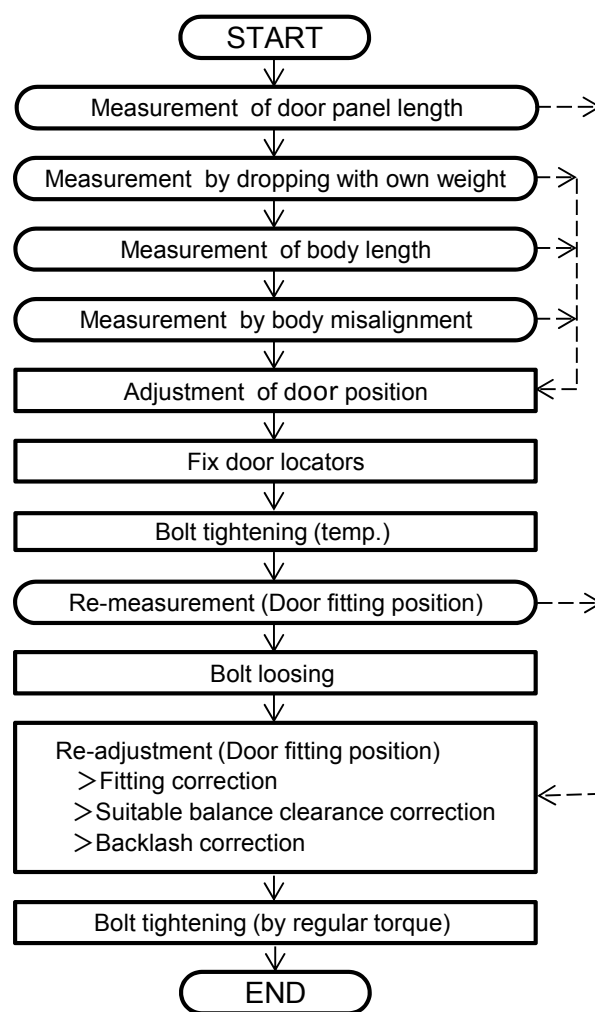 START
Measurement of door panel length
Measurement by dropping with own weight
Measurement of body length
Measurement by body misalignment
Adjustment of door position
Fix door locators
Bolt tightening (temp.)
Re-measurement (Door fitting position)
Bolt loosing
Re-adjustment (Door fitting position)
＞Fitting correction
＞Suitable balance clearance correction
＞Backlash correction
Bolt tightening (by regular torque)
END